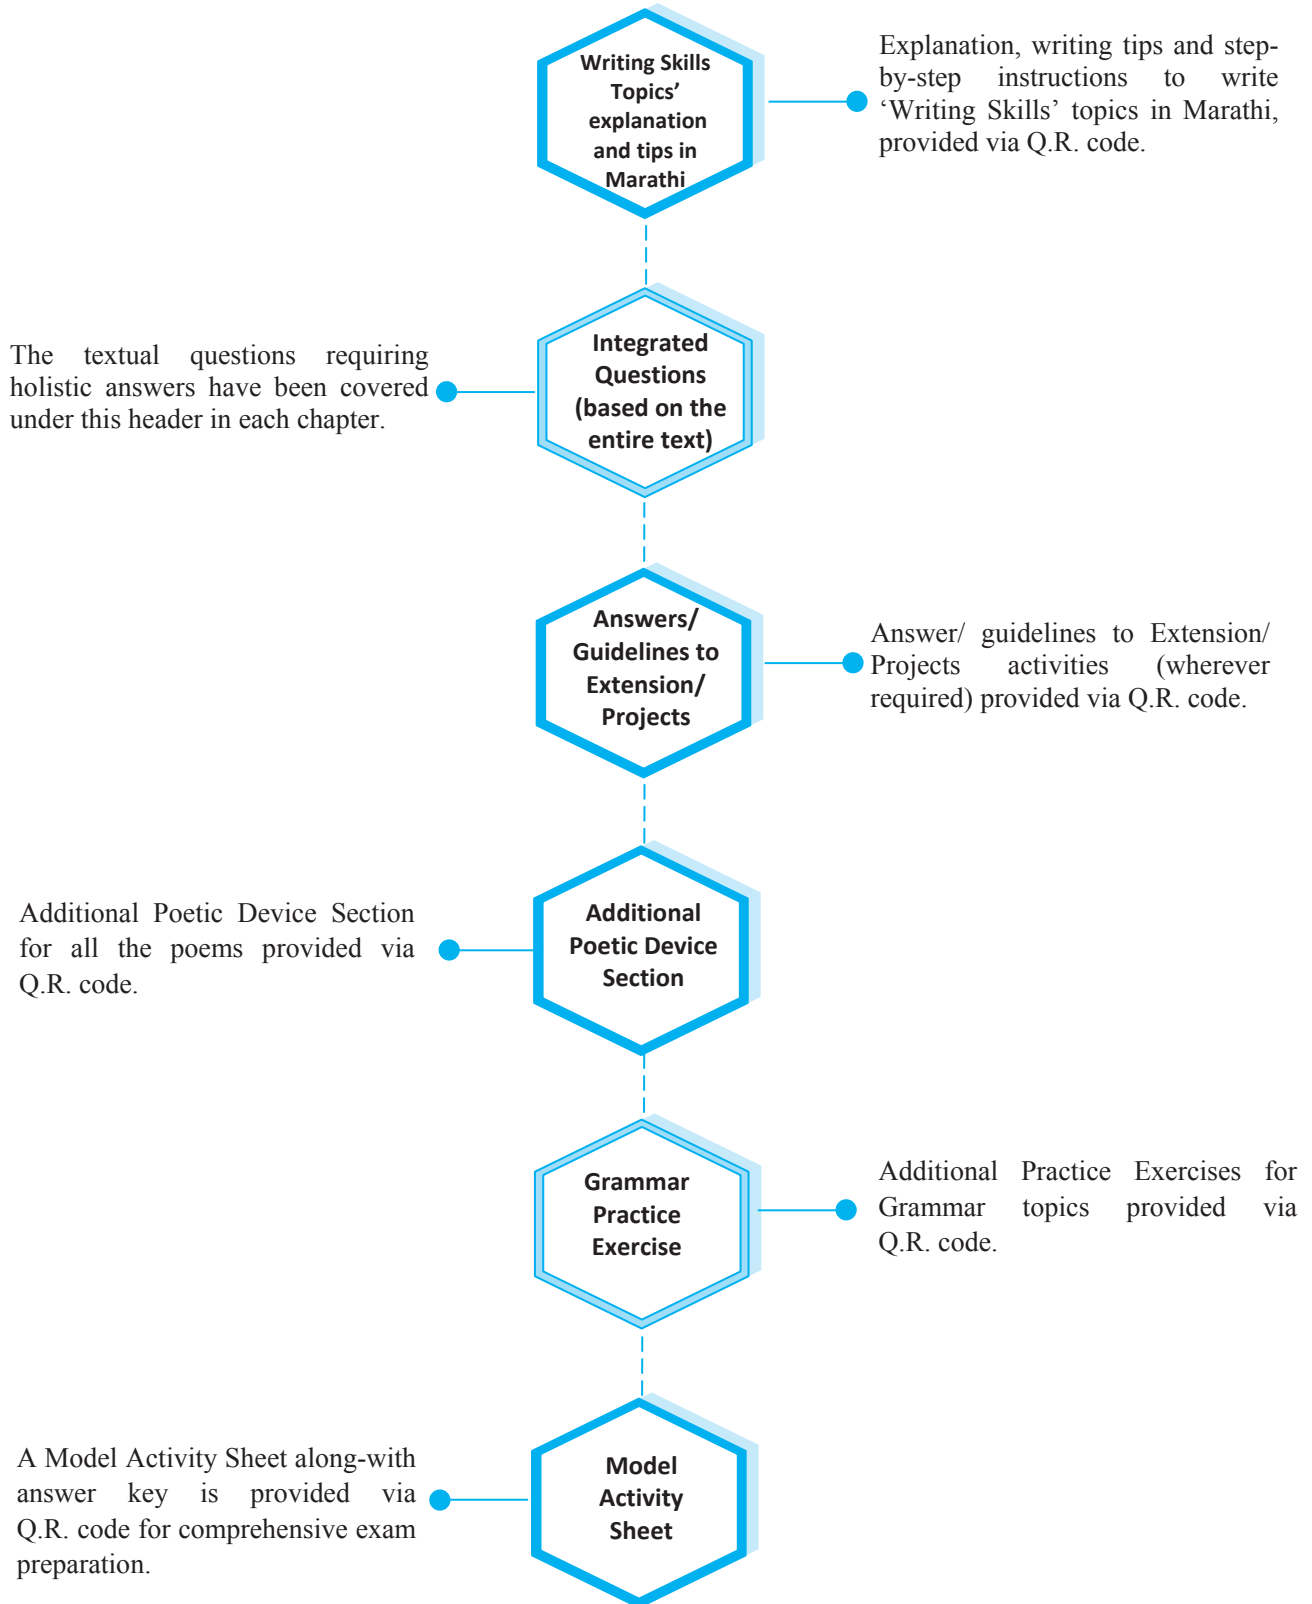 Writing Skills
Topics’
explanation
and tips in
Marathi
Explanation, writing tips and step-
by-step instructions to write
‘Writing Skills’ topics in Marathi,
provided via Q.R. code.
Integrated
Questions
(based on the
entire text)
The textual questions requiring
holistic answers have been covered
under this header in each chapter.
Answers/
Guidelines to
Extension/
Projects
Answer/ guidelines to Extension/
Projects activities (wherever
required) provided via Q.R. code.
Additional
Poetic Device
Section
Additional Poetic Device Section
for all the poems provided via
Q.R. code.
Grammar
Practice
Exercise
Additional Practice Exercises for
Grammar topics provided via
Q.R. code.
Model
Activity
Sheet
A Model Activity Sheet along-with
answer key is provided via
Q.R. code for comprehensive exam
preparation.